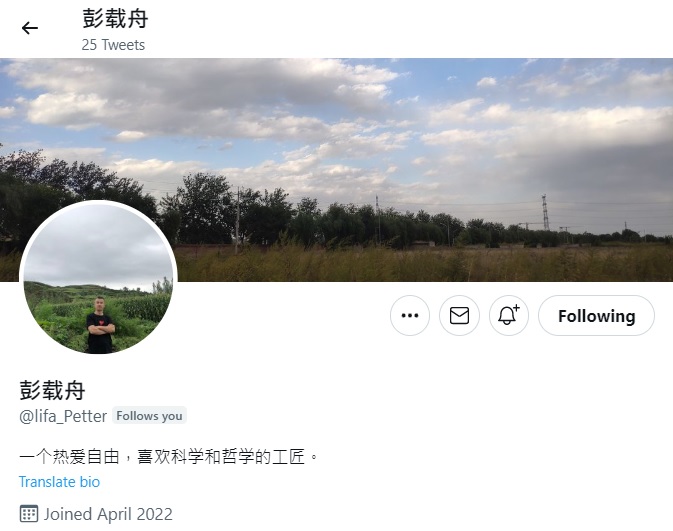 彭载舟
25 Tweets
Following
彭载舟
@lifa_Petter Follows you
一个热爱自由，喜欢科学和哲学的工匠。
Translate bio
Joined April 2022